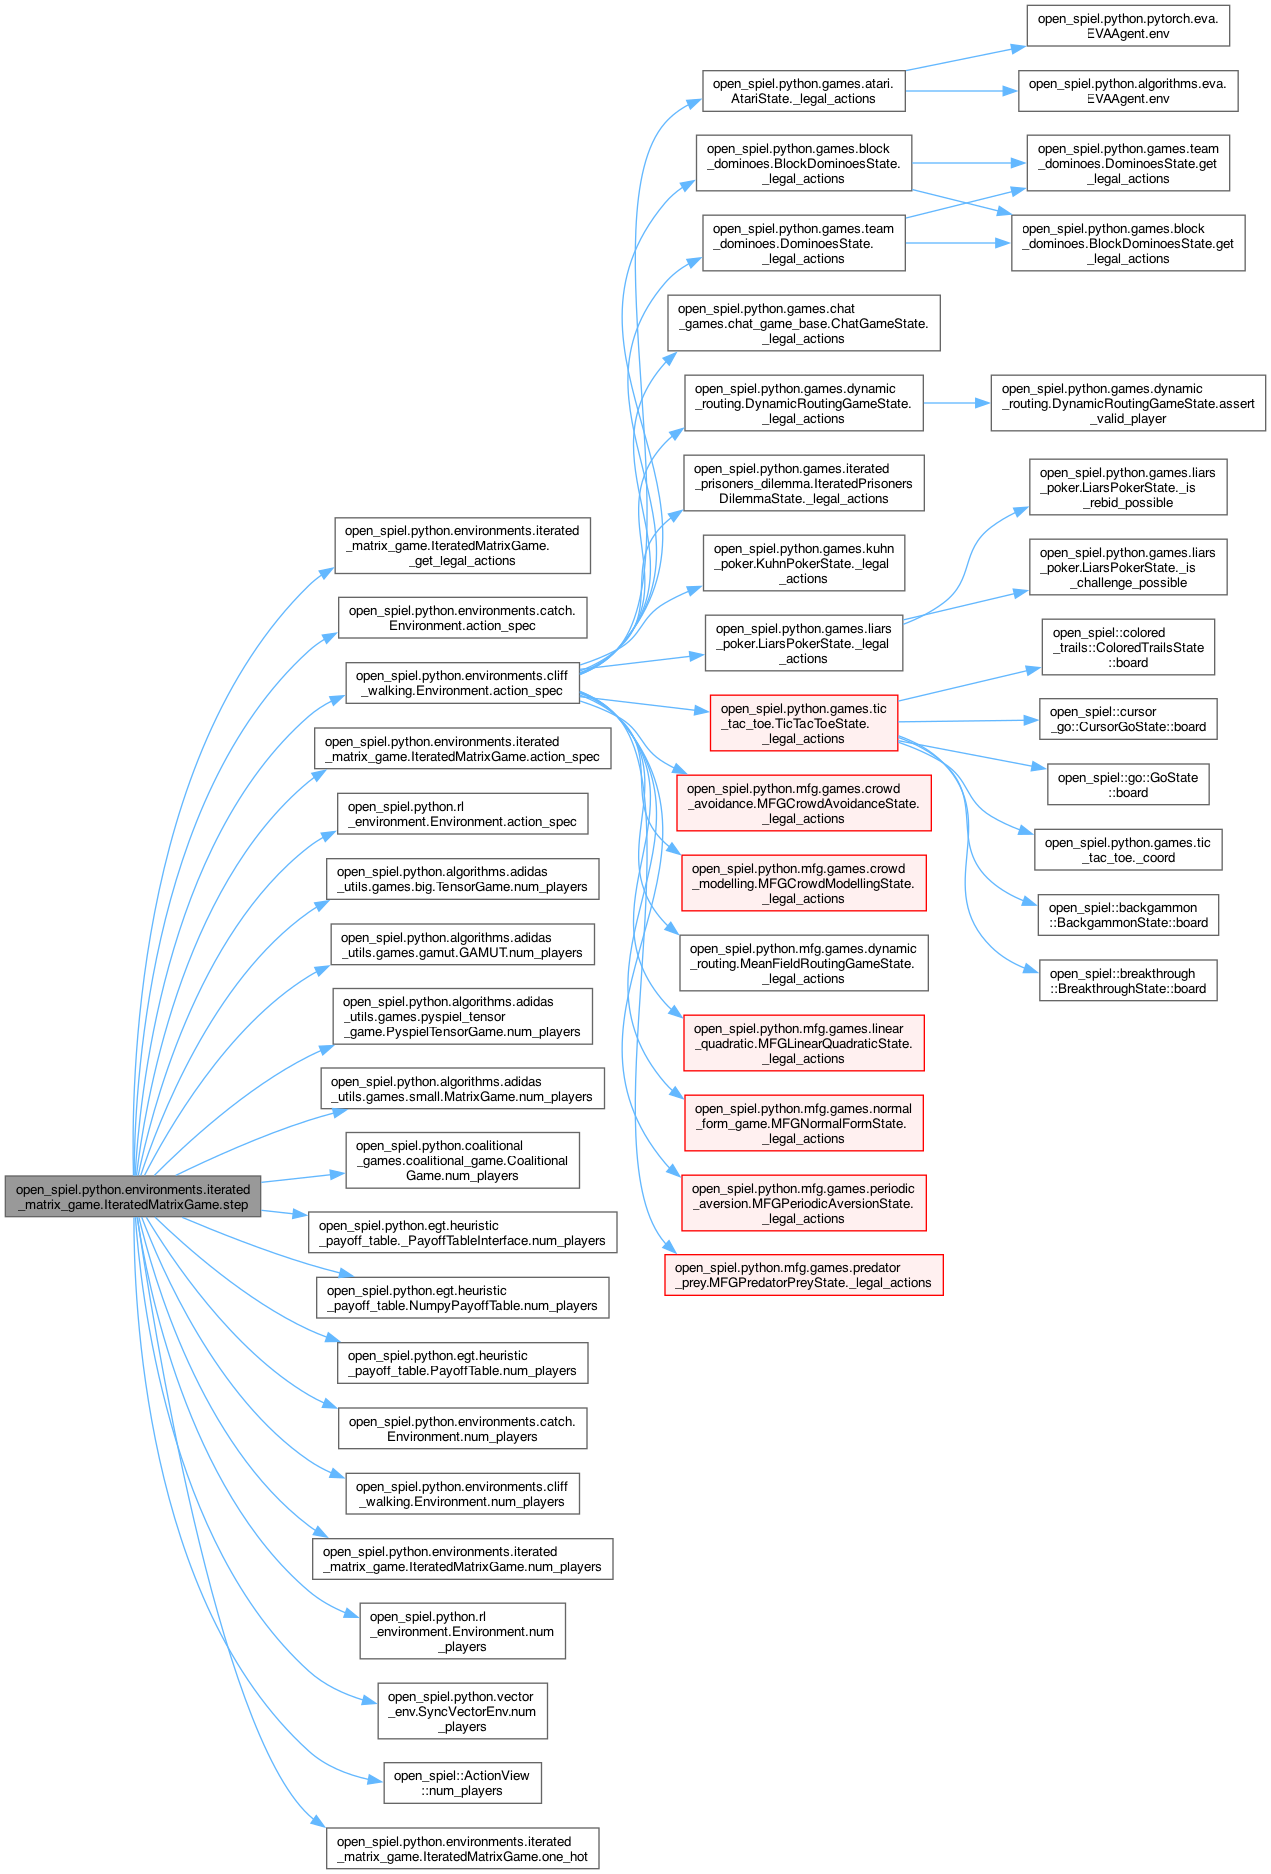 open_spiel.python.environments.iterated
_matrix_game.IteratedMatrixGame.step
open_spiel.python.environments.iterated
_matrix_game.IteratedMatrixGame.
_get_legal_actions
open_spiel.python.environments.catch.
Environment.action_spec
open_spiel.python.environments.cliff
_walking.Environment.action_spec
open_spiel.python.environments.iterated
_matrix_game.IteratedMatrixGame.action_spec
open_spiel.python.rl
_environment.Environment.action_spec
open_spiel.python.algorithms.adidas
_utils.games.big.TensorGame.num_players
open_spiel.python.algorithms.adidas
_utils.games.gamut.GAMUT.num_players
open_spiel.python.algorithms.adidas
_utils.games.pyspiel_tensor
_game.PyspielTensorGame.num_players
open_spiel.python.algorithms.adidas
_utils.games.small.MatrixGame.num_players
open_spiel.python.coalitional
_games.coalitional_game.Coalitional
Game.num_players
open_spiel.python.egt.heuristic
_payoff_table._PayoffTableInterface.num_players
open_spiel.python.egt.heuristic
_payoff_table.NumpyPayoffTable.num_players
open_spiel.python.egt.heuristic
_payoff_table.PayoffTable.num_players
open_spiel.python.environments.catch.
Environment.num_players
open_spiel.python.environments.cliff
_walking.Environment.num_players
open_spiel.python.environments.iterated
_matrix_game.IteratedMatrixGame.num_players
open_spiel.python.rl
_environment.Environment.num
_players
open_spiel.python.vector
_env.SyncVectorEnv.num
_players
open_spiel::ActionView
::num_players
open_spiel.python.environments.iterated
_matrix_game.IteratedMatrixGame.one_hot
open_spiel.python.games.atari.
AtariState._legal_actions
open_spiel.python.games.block
_dominoes.BlockDominoesState.
_legal_actions
open_spiel.python.games.team
_dominoes.DominoesState.
_legal_actions
open_spiel.python.games.chat
_games.chat_game_base.ChatGameState.
_legal_actions
open_spiel.python.games.dynamic
_routing.DynamicRoutingGameState.
_legal_actions
open_spiel.python.games.iterated
_prisoners_dilemma.IteratedPrisoners
DilemmaState._legal_actions
open_spiel.python.games.kuhn
_poker.KuhnPokerState._legal
_actions
open_spiel.python.games.liars
_poker.LiarsPokerState._legal
_actions
open_spiel.python.games.tic
_tac_toe.TicTacToeState.
_legal_actions
open_spiel.python.mfg.games.crowd
_avoidance.MFGCrowdAvoidanceState.
_legal_actions
open_spiel.python.mfg.games.crowd
_modelling.MFGCrowdModellingState.
_legal_actions
open_spiel.python.mfg.games.dynamic
_routing.MeanFieldRoutingGameState.
_legal_actions
open_spiel.python.mfg.games.linear
_quadratic.MFGLinearQuadraticState.
_legal_actions
open_spiel.python.mfg.games.normal
_form_game.MFGNormalFormState.
_legal_actions
open_spiel.python.mfg.games.periodic
_aversion.MFGPeriodicAversionState.
_legal_actions
open_spiel.python.mfg.games.predator
_prey.MFGPredatorPreyState._legal_actions
open_spiel.python.pytorch.eva.
EVAAgent.env
open_spiel.python.algorithms.eva.
EVAAgent.env
open_spiel.python.games.team
_dominoes.DominoesState.get
_legal_actions
open_spiel.python.games.block
_dominoes.BlockDominoesState.get
_legal_actions
open_spiel.python.games.dynamic
_routing.DynamicRoutingGameState.assert
_valid_player
open_spiel.python.games.liars
_poker.LiarsPokerState._is
_rebid_possible
open_spiel.python.games.liars
_poker.LiarsPokerState._is
_challenge_possible
open_spiel::colored
_trails::ColoredTrailsState
::board
open_spiel::cursor
_go::CursorGoState::board
open_spiel::go::GoState
::board
open_spiel.python.games.tic
_tac_toe._coord
open_spiel::backgammon
::BackgammonState::board
open_spiel::breakthrough
::BreakthroughState::board